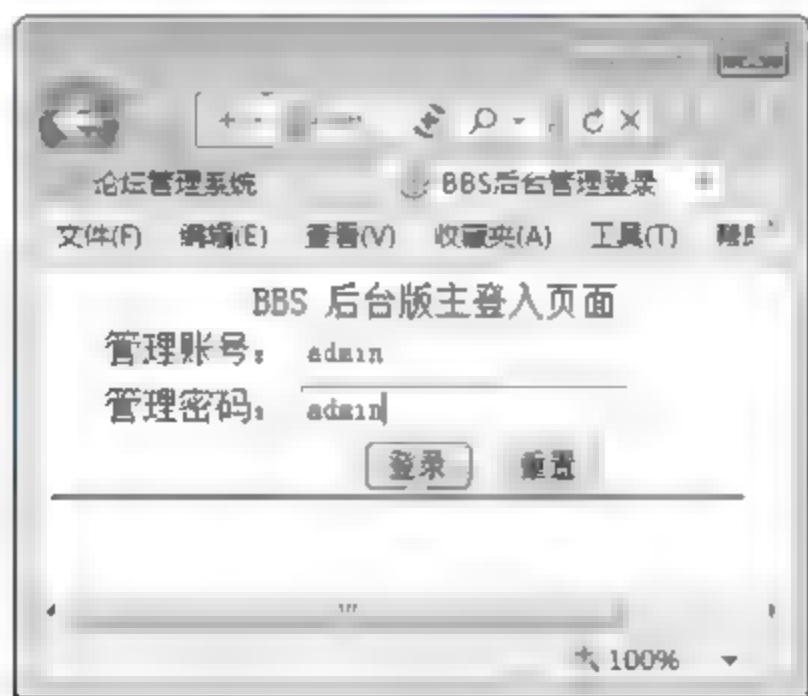 论坛管理系统 BBS后台管理登录
文件(F) 编辑(E) 查看(V) 收藏夹(A) 工具(T)
BBS 后台版主登入页面
管理账号: admin
管理密码: admin
登录 重置
100%